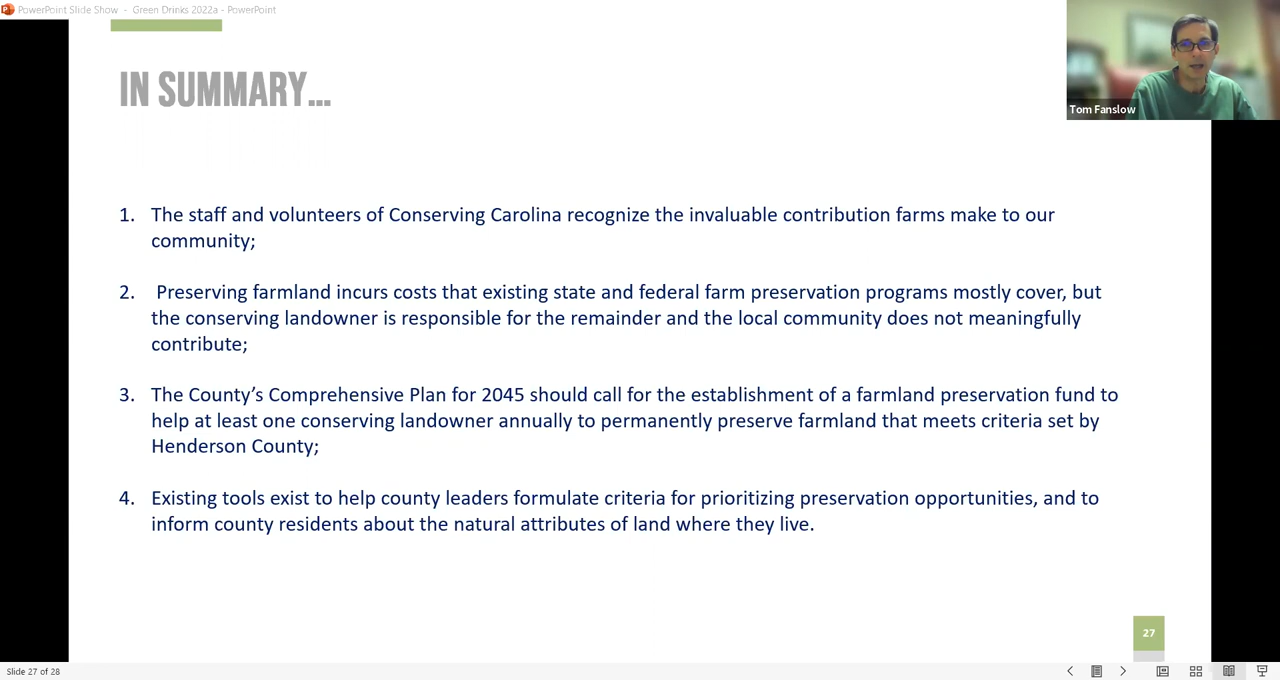 PowerPoint Slide Show - Green Drinks 2022a - PowerPoint
Tom Fanslow
IN SUMMARY...
1. The staff and volunteers of Conserving Carolina recognize the invaluable contribution farms make to our
community;
2. Preserving farmland incurs costs that existing state and federal farm preservation programs mostly cover, but
the conserving landowner is responsible for the remainder and the local community does not meaningfully
contribute;
3. The County's Comprehensive Plan for 2045 should call for the establishment of a farmland preservation fund to
help at least one conserving landowner annually to permanently preserve farmland that meets criteria set by
Henderson County;
4. Existing tools exist to help county leaders formulate criteria for prioritizing preservation opportunities, and to
inform county residents about the natural attributes of land where they live.
27
Slide 27 of 28